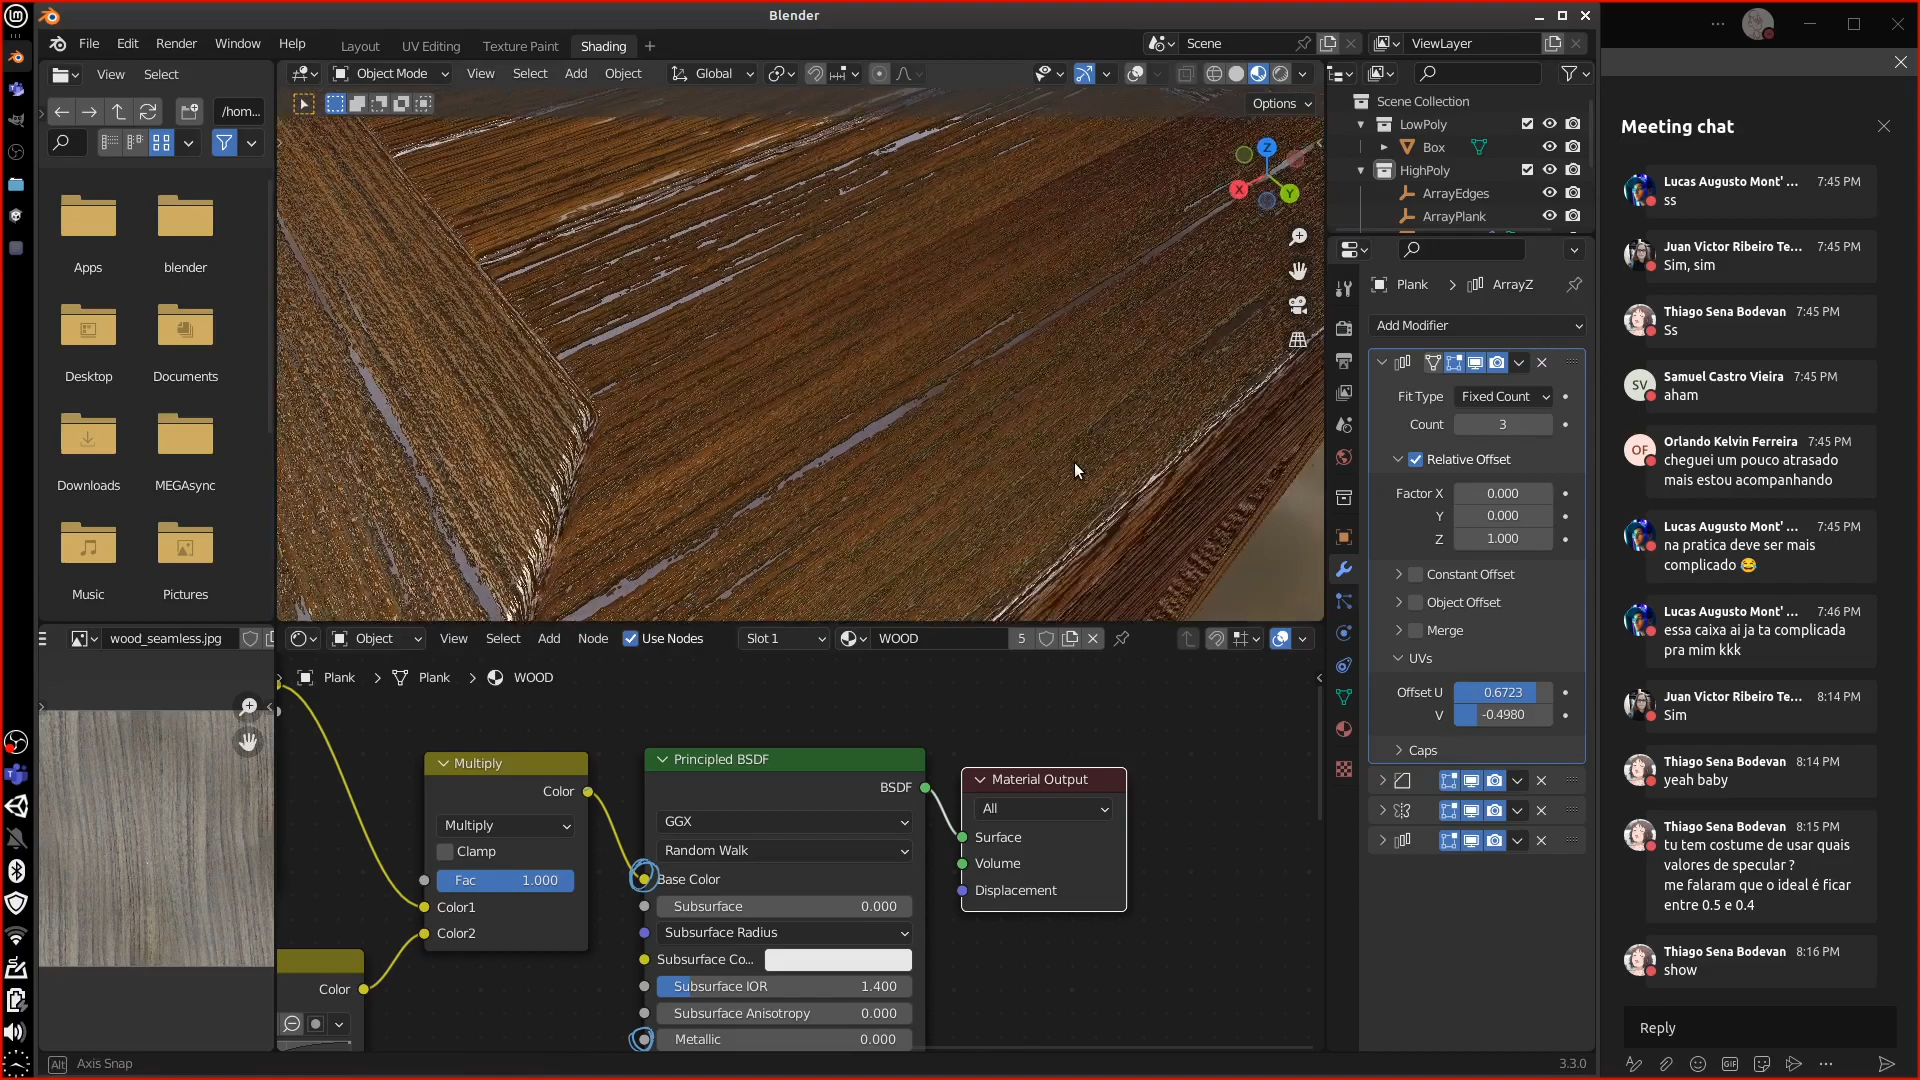 Blender
File Edit Render Window Help
Layout UV Editing Texture Paint Shading
Scene
ViewLayer
View Select
Object Mode
View Select Add Object
Global
Options
/hom...
Apps
blender
Desktop
Documents
Downloads
MEGAsync
Music
Pictures
Z
X
Y
Scene Collection
LowPoly
Box
HighPoly
ArrayEdges
ArrayPlank
Plank > ArrayZ
Add Modifier
Fit Type Fixed Count
Count 3
Relative Offset
Factor X 0.000
Y 0.000
Z 1.000
Constant Offset
Object Offset
Merge
UVs
Offset U 0.6723
V -0.4980
Caps
wood_seamless.jpg
Object
View Select Add Node
Use Nodes
Slot 1
WOOD
5
Plank > Plank > WOOD
Multiply
Color
Multiply
Clamp
Fac 1.000
Color1
Color2
Color
Principled BSDF
BSDF
GGX
Random Walk
Base Color
Subsurface 0.000
Subsurface Radius
Subsurface Co...
Subsurface IOR 1.400
Subsurface Anisotropy 0.000
Metallic 0.000
Material Output
All
Surface
Volume
Displacement
Alt Axis Snap
3.3.0
Meeting chat
Lucas Augusto Mont' ... 7:45 PM
ss
Juan Victor Ribeiro Te... 7:45 PM
Sim, sim
Thiago Sena Bodevan 7:45 PM
Ss
SV
Samuel Castro Vieira 7:45 PM
aham
OF
Orlando Kelvin Ferreira 7:45 PM
cheguei um pouco atrasado
mais estou acompanhando
Lucas Augusto Mont' ... 7:45 PM
na pratica deve ser mais
complicado 😂
Lucas Augusto Mont' ... 7:46 PM
essa caixa ai ja ta complicada
pra mim kkk
Juan Victor Ribeiro Te... 8:14 PM
Sim
Thiago Sena Bodevan 8:14 PM
yeah baby
Thiago Sena Bodevan 8:15 PM
tu tem costume de usar quais
valores de specular ?
me falaram que o ideal é ficar
entre 0.5 e 0.4
Thiago Sena Bodevan 8:16 PM
show
Reply
GIF